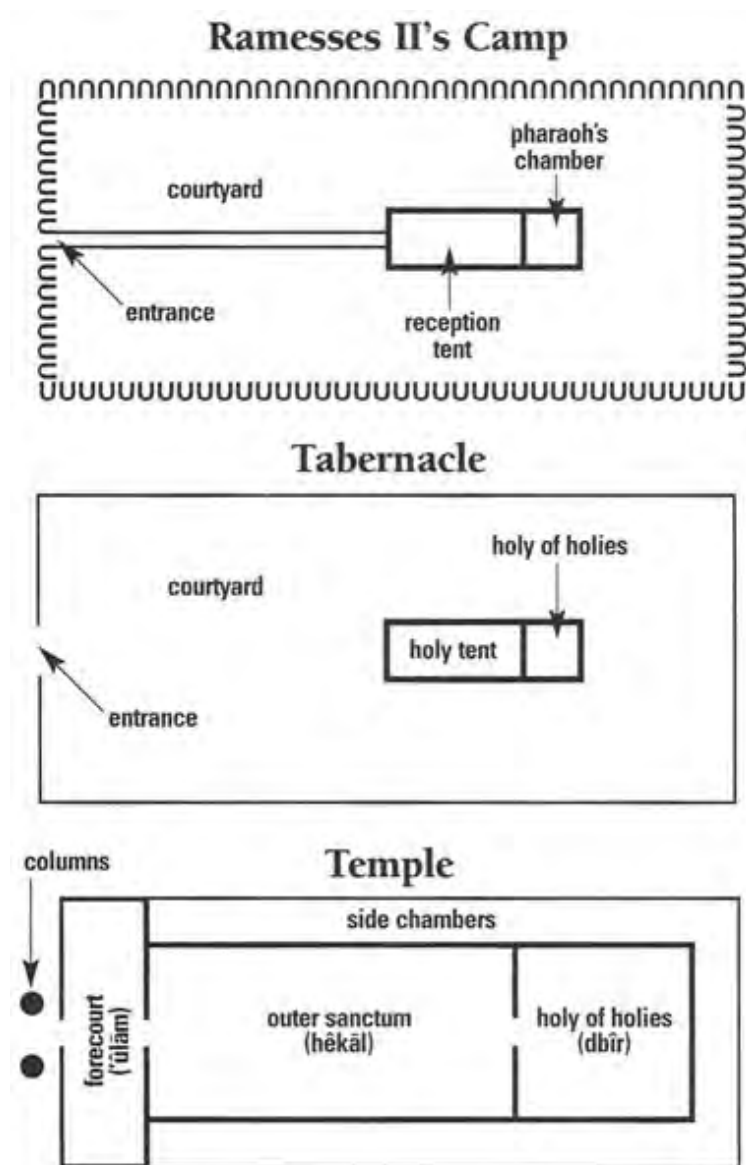 Ramesses II's Camp
pharaoh's
chamber
courtyard
entrance
reception
tent
Tabernacle
holy of holies
courtyard
holy tent
entrance
columns
Temple
side chambers
forecourt
('ûlām)
outer sanctum
(hêkāl)
holy of holies
(dbîr)